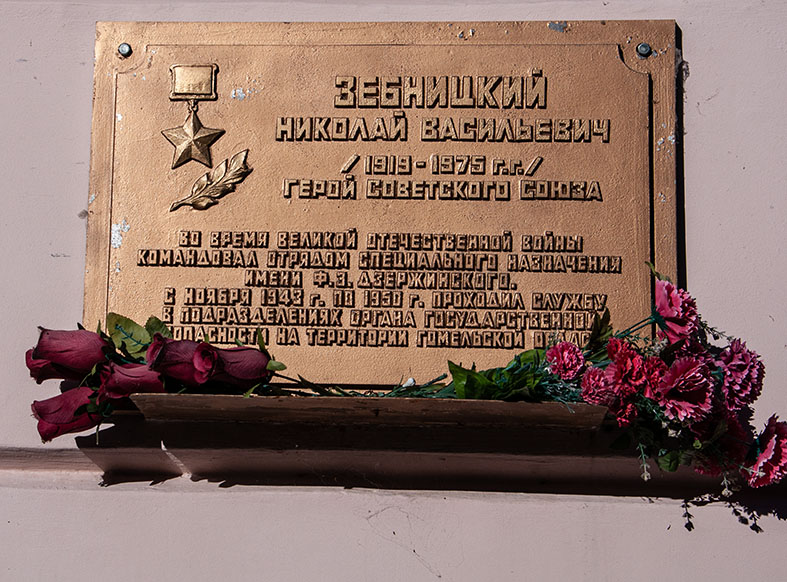 ЗЕБНИЦКИЙ
НИКОЛАЙ ВАСИЛЬЕВИЧ
/1919-1975 г.г./
ГЕРОЙ СОВЕТСКОГО СОЮЗА
ВО ВРЕМЯ ВЕЛИКОЙ ОТЕЧЕСТВЕННОЙ ВОЙНЫ
КОМАНДОВАЛ ОТРЯДОМ СПЕЦИАЛЬНОГО НАЗНАЧЕНИЯ
ИМЕНИ Ф.Э. ДЗЕРЖИНСКОГО.
С НОЯБРЯ 1943 г. ПО 1950 г. ПРОХОДИЛ СЛУЖБУ
В ПОДРАЗДЕЛЕНИЯХ ОРГАНА ГОСУДАРСТВЕННОЙ
ОПАСНОСТИ НА ТЕРРИТОРИИ ГОМЕЛЬСКОЙ